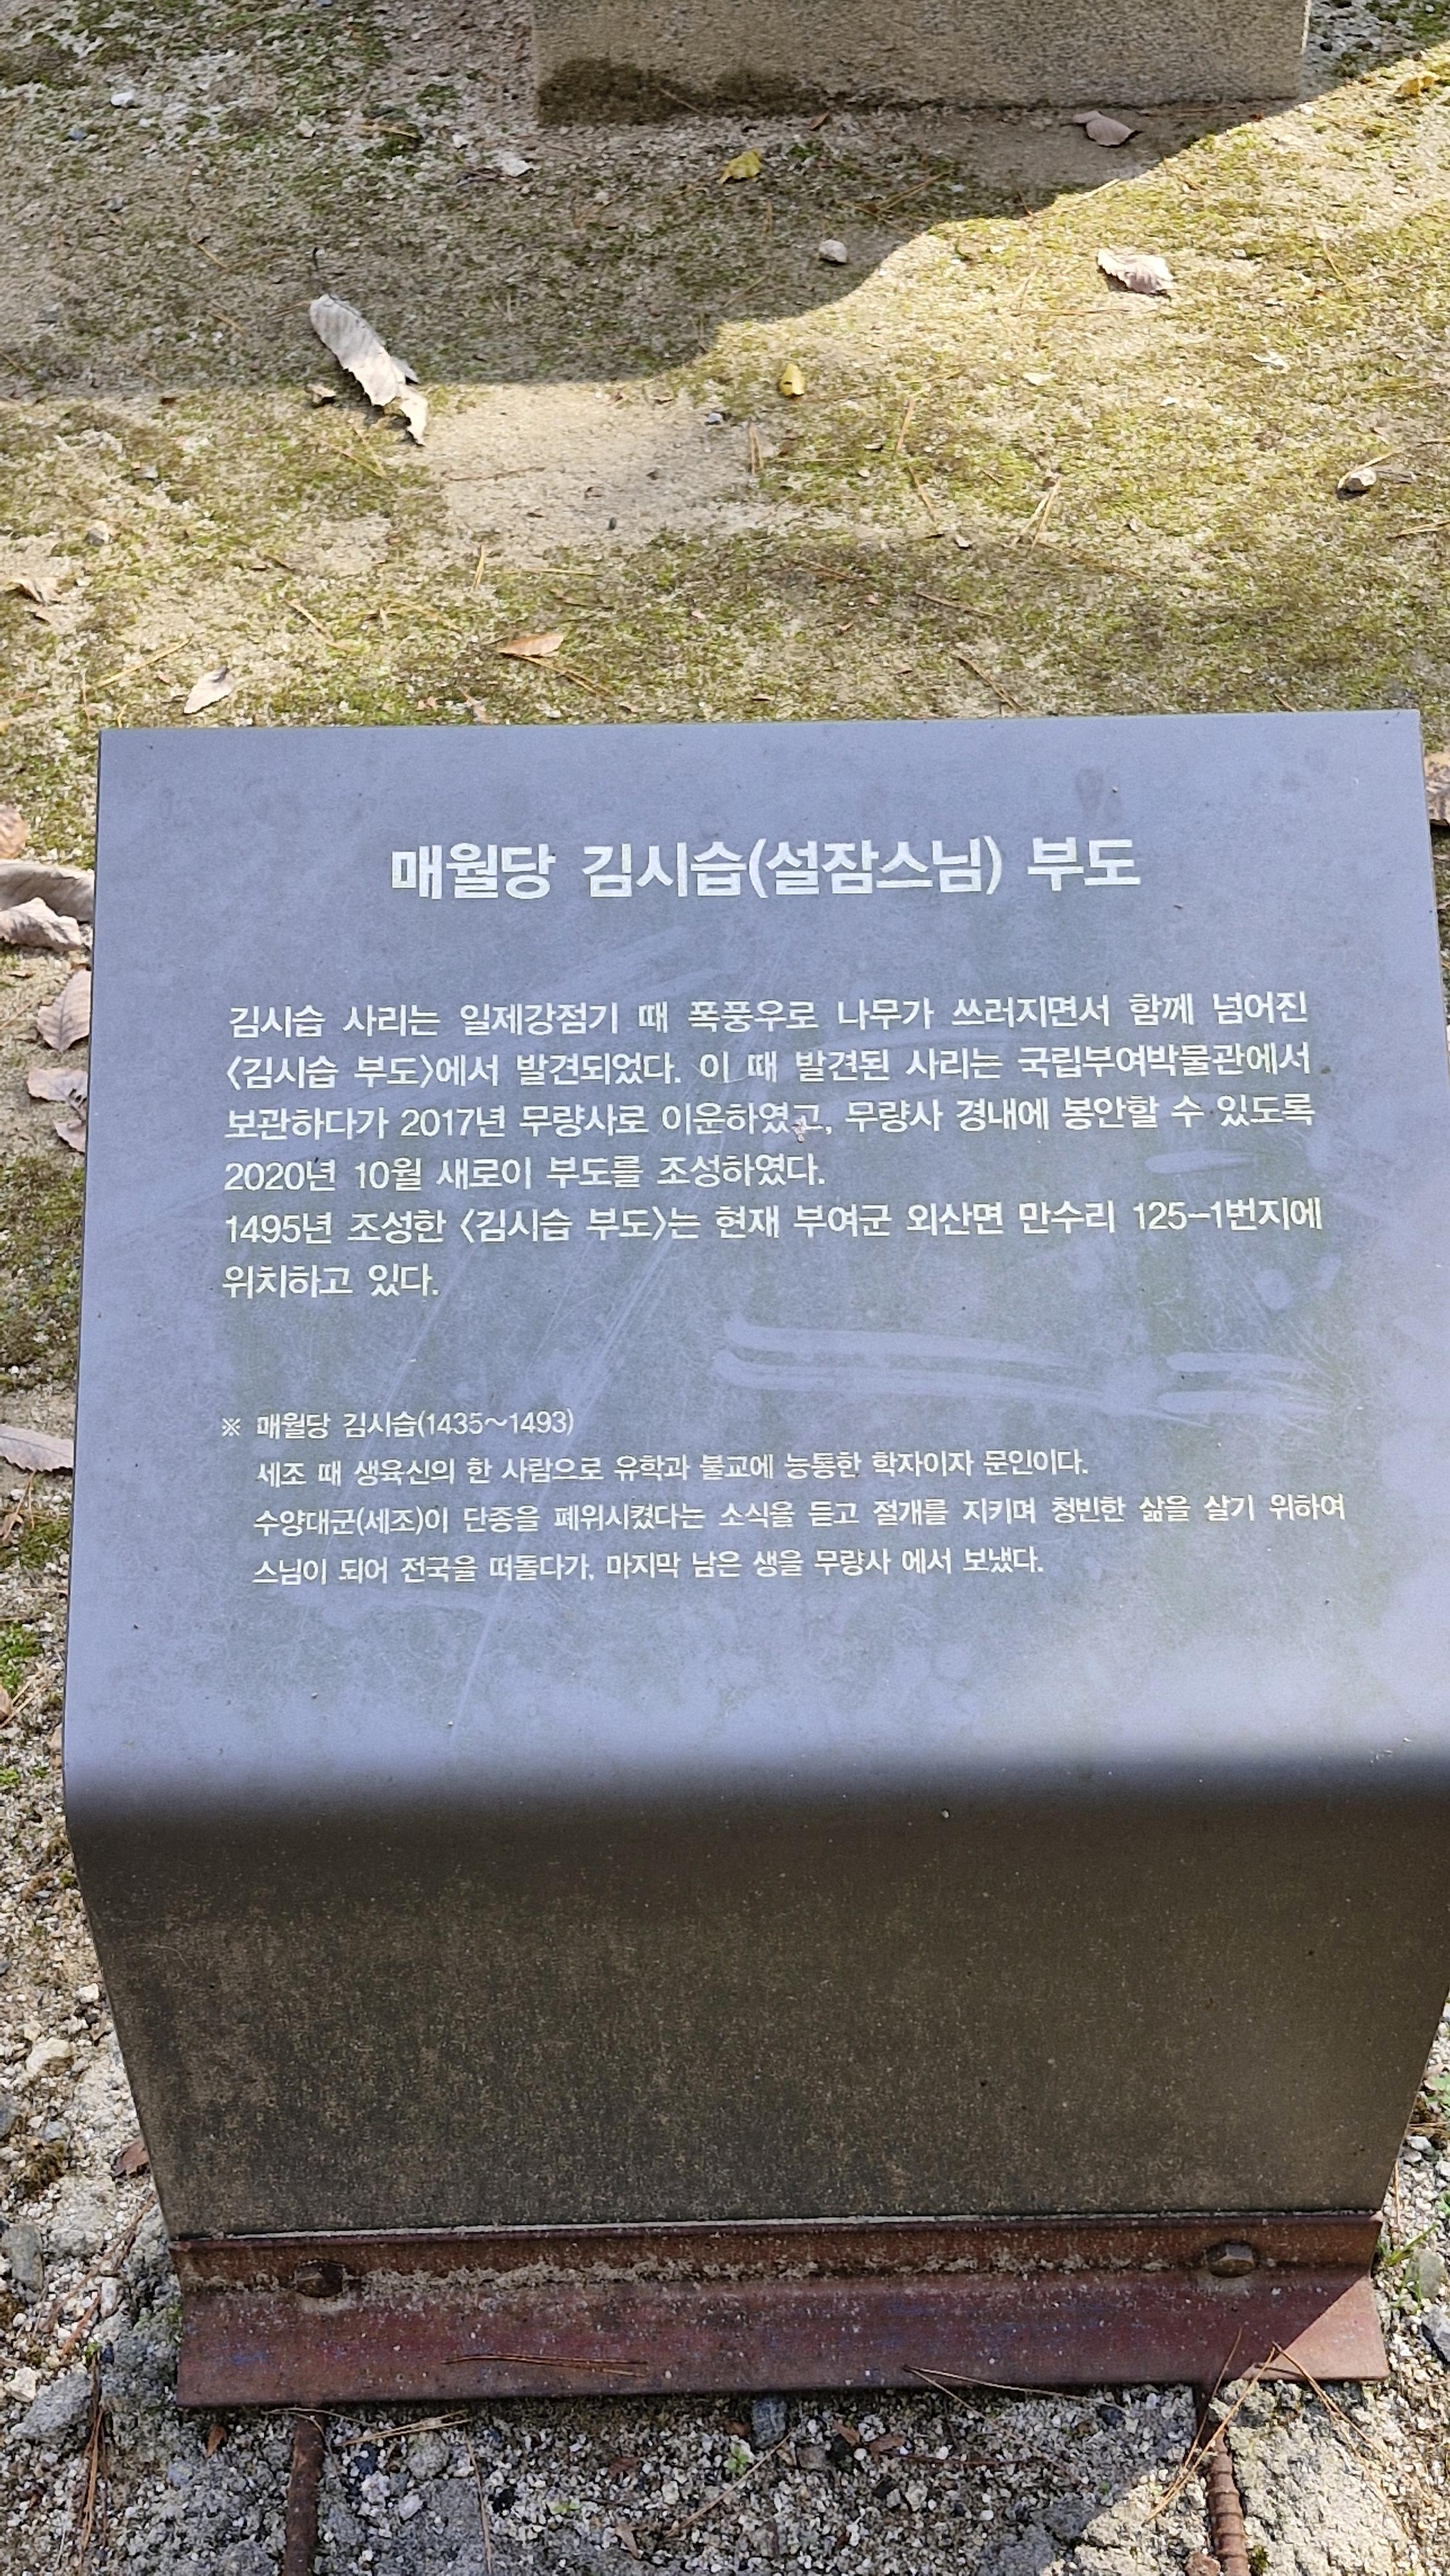 매월당 김시습(설잠스님) 부도
김시습 사리는 일제강점기 때 폭풍우로 나무가 쓰러지면서 함께 넘어진
〈김시습 부도〉에서 발견되었다. 이 때 발견된 사리는 국립부여박물관에서
보관하다가 2017년 무량사로 이운하였고, 무량사 경내에 봉안할 수 있도록
2020년 10월 새로이 부도를 조성하였다.
1495년 조성한 〈김시습 부도〉는 현재 부여군 외산면 만수리 125-1번지에
위치하고 있다.
※ 매월당 김시습(1435~1493)
세조 때 생육신의 한 사람으로 유학과 불교에 능통한 학자이자 문인이다.
수양대군(세조)이 단종을 폐위시켰다는 소식을 듣고 절개를 지키며 청빈한 삶을 살기 위하여
스님이 되어 전국을 떠돌다가, 마지막 남은 생을 무량사 에서 보냈다.